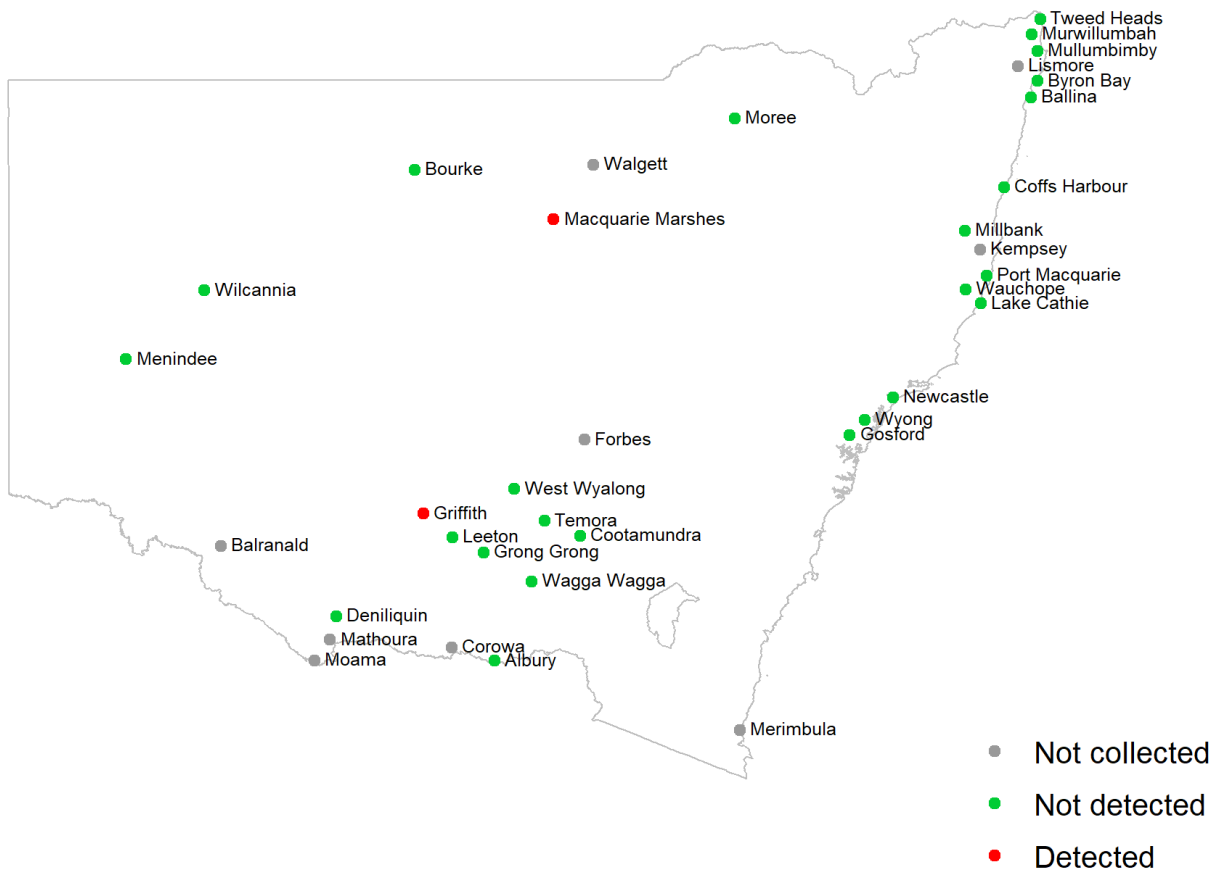 Tweed Heads
Murwillumbah
Mullumbimby
Lismore
Byron Bay
Ballina
Moree
Walgett
Bourke
Coffs Harbour
Macquarie Marshes
Millbank
Kempsey
Port Macquarie
Wauchope
Wilcannia
Lake Cathie
Menindee
Newcastle
Wyong
Gosford
Forbes
West Wyalong
Griffith
Temora
Cootamundra
Leeton
Balranald
Grong Grong
Wagga Wagga
Deniliquin
Mathoura
Corowa
Moama
Albury
Merimbula
Not collected
Not detected
Detected